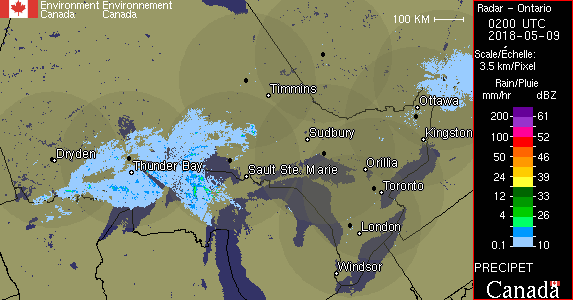 Environment Environnement
Canada Canada
100 KM
Timmins
Ottawa
Sudbury
Kingston
Dryden
Thunder Bay
Sault Ste. Marie
Orillia
Toronto
London
Windsor
Radar - Ontario
0200 UTC
2018-05-09
Scale/Échelle:
3.5 km/Pixel
Rain/Pluie
mm/hr dBZ
200 61
100 52
50 46
24 39
12 33
4 26
0.1 10
PRECIPET
Canada